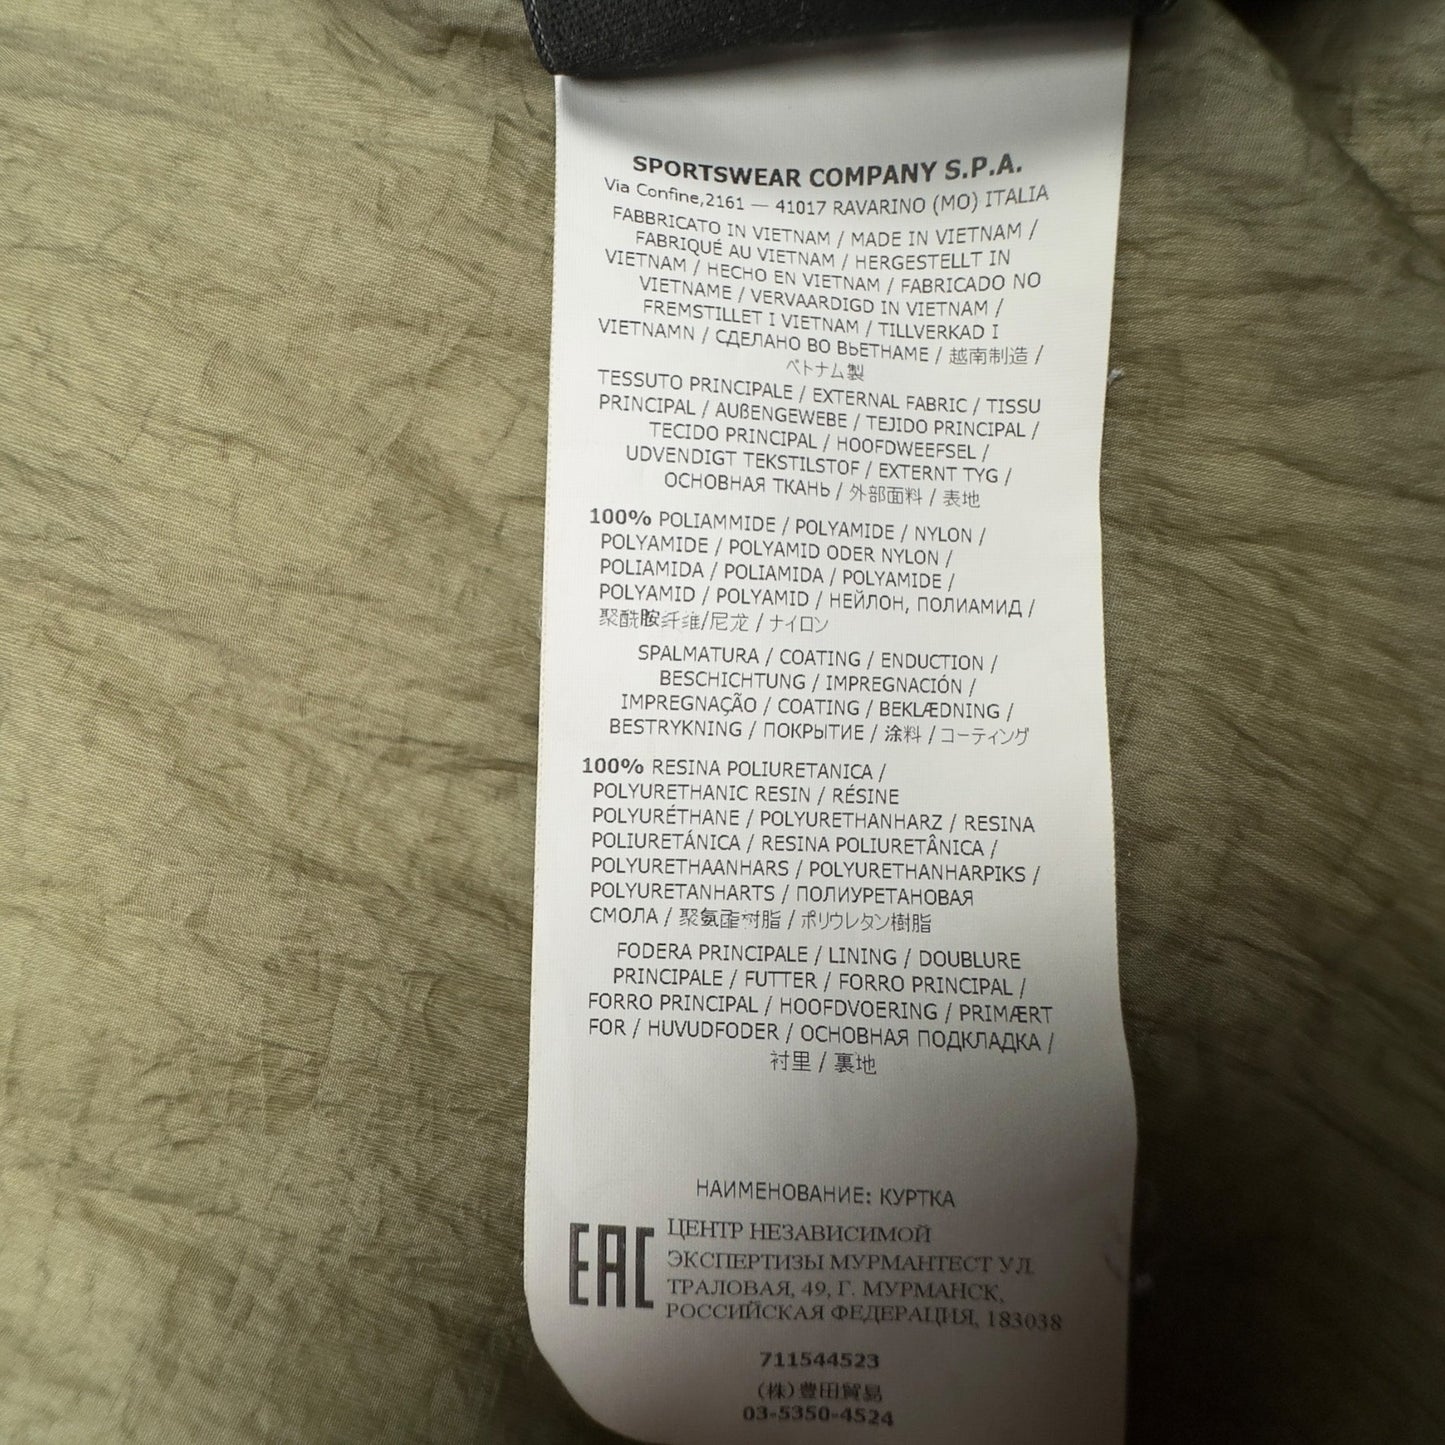 SPORTSWEAR COMPANY S.P.A.
Via Confine,2161 — 41017 RAVARINO (MO) ITALIA
FABBRICATO IN VIETNAM / MADE IN VIETNAM /
FABRIQUÉ AU VIETNAM / HERGESTELLT IN
VIETNAM / HECHO EN VIETNAM / FABRICADO NO
VIETNAME / VERVAARDIGD IN VIETNAM /
FREMSTILLET I VIETNAM / TILLVERKAD I
VIETNAMN / СДЕЛАНО ВО ВЬЕТНАМЕ / 越南制造 /
ベトナム製
TESSUTO PRINCIPALE / EXTERNAL FABRIC / TISSU
PRINCIPAL / AUßENGEWEBE / TEJIDO PRINCIPAL /
TECIDO PRINCIPAL / HOOFDWEEFSEL /
UDVENDIGT TEKSTILSTOF / EXTERNT TYG /
ОСНОВНАЯ ТКАНЬ / 外部面料 / 表地
100% POLIAMMIDE / POLYAMIDE / NYLON /
POLYAMIDE / POLYAMID ODER NYLON /
POLIAMIDA / POLIAMIDA / POLYAMIDE /
POLYAMID / POLYAMID / НЕЙЛОН, ПОЛИАМИД /
聚酰胺纤维/尼龙 / ナイロン
SPALMATURA / COATING / ENDUCTION /
BESCHICHTUNG / IMPREGNACIÓN /
IMPREGNAÇÃO / COATING / BEKLÆDNING /
BESTRYKNING / ПОКРЫТИЕ / 涂料 / コーティング
100% RESINA POLIURETANICA /
POLYURETHANIC RESIN / RÉSINE
POLYURÉTHANE / POLYURETHANHARZ / RESINA
POLIURETÁNICA / RESINA POLIURETÂNICA /
POLYURETHAANHARS / POLYURETHANHARPIKS /
POLYURETANHARTS / ПОЛИУРЕТАНОВАЯ
СМОЛА / 聚氨酯树脂 / ポリウレタン樹脂
FODERA PRINCIPALE / LINING / DOUBLURE
PRINCIPALE / FUTTER / FORRO PRINCIPAL /
FORRO PRINCIPAL / HOOFDVOERING / PRIMÆRT
FOR / HUVUDFODER / ОСНОВНАЯ ПОДКЛАДКА /
衬里 / 裏地
НАИМЕНОВАНИЕ: КУРТКА
EAC
ЦЕНТР НЕЗАВИСИМОЙ
ЭКСПЕРТИЗЫ МУРМАНТЕСТ УЛ.
ТРАЛОВАЯ, 49, Г. МУРМАНСК,
РОССИЙСКАЯ ФЕДЕРАЦИЯ, 183038
711544523
(株)豊田貿易
03-5350-4524